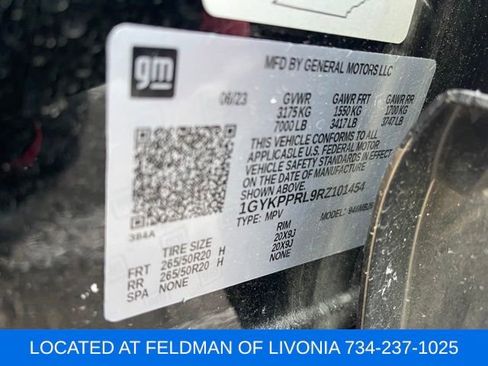 gm
MFD BY GENERAL MOTORS LLC
06/23 GVWR GAWR FRT GAWR RR
3175 KG 1550 KG 1700 KG
7000 LB 3417 LB 3747 LB
THIS VEHICLE CONFORMS TO ALL
APPLICABLE U.S. FEDERAL MOTOR
VEHICLE SAFETY STANDARDS IN
EFFECT ON THE DATE OF MANUFACTURE
SHOWN ABOVE.
1GYKPPRL9RZ101454
TYPE: MPV
384A
TIRE SIZE RIM
FRT 265/50R20 H 20X9J
RR 265/50R20 H 20X9J
SPA NONE NONE
LOCATED AT FELDMAN OF LIVONIA 734-237-1025